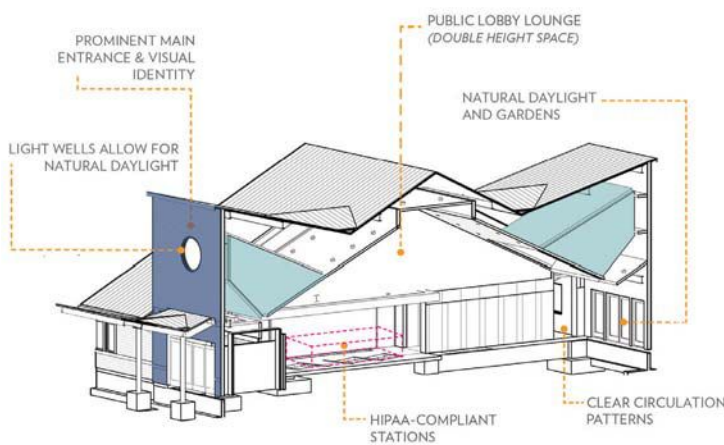 PUBLIC LOBBY LOUNGE
(DOUBLE HEIGHT SPACE)
PROMINENT MAIN
ENTRANCE & VISUAL
IDENTITY
NATURAL DAYLIGHT
AND GARDENS
LIGHT WELLS ALLOW FOR
NATURAL DAYLIGHT
HIPAA-COMPLIANT
STATIONS
CLEAR CIRCULATION
PATTERNS